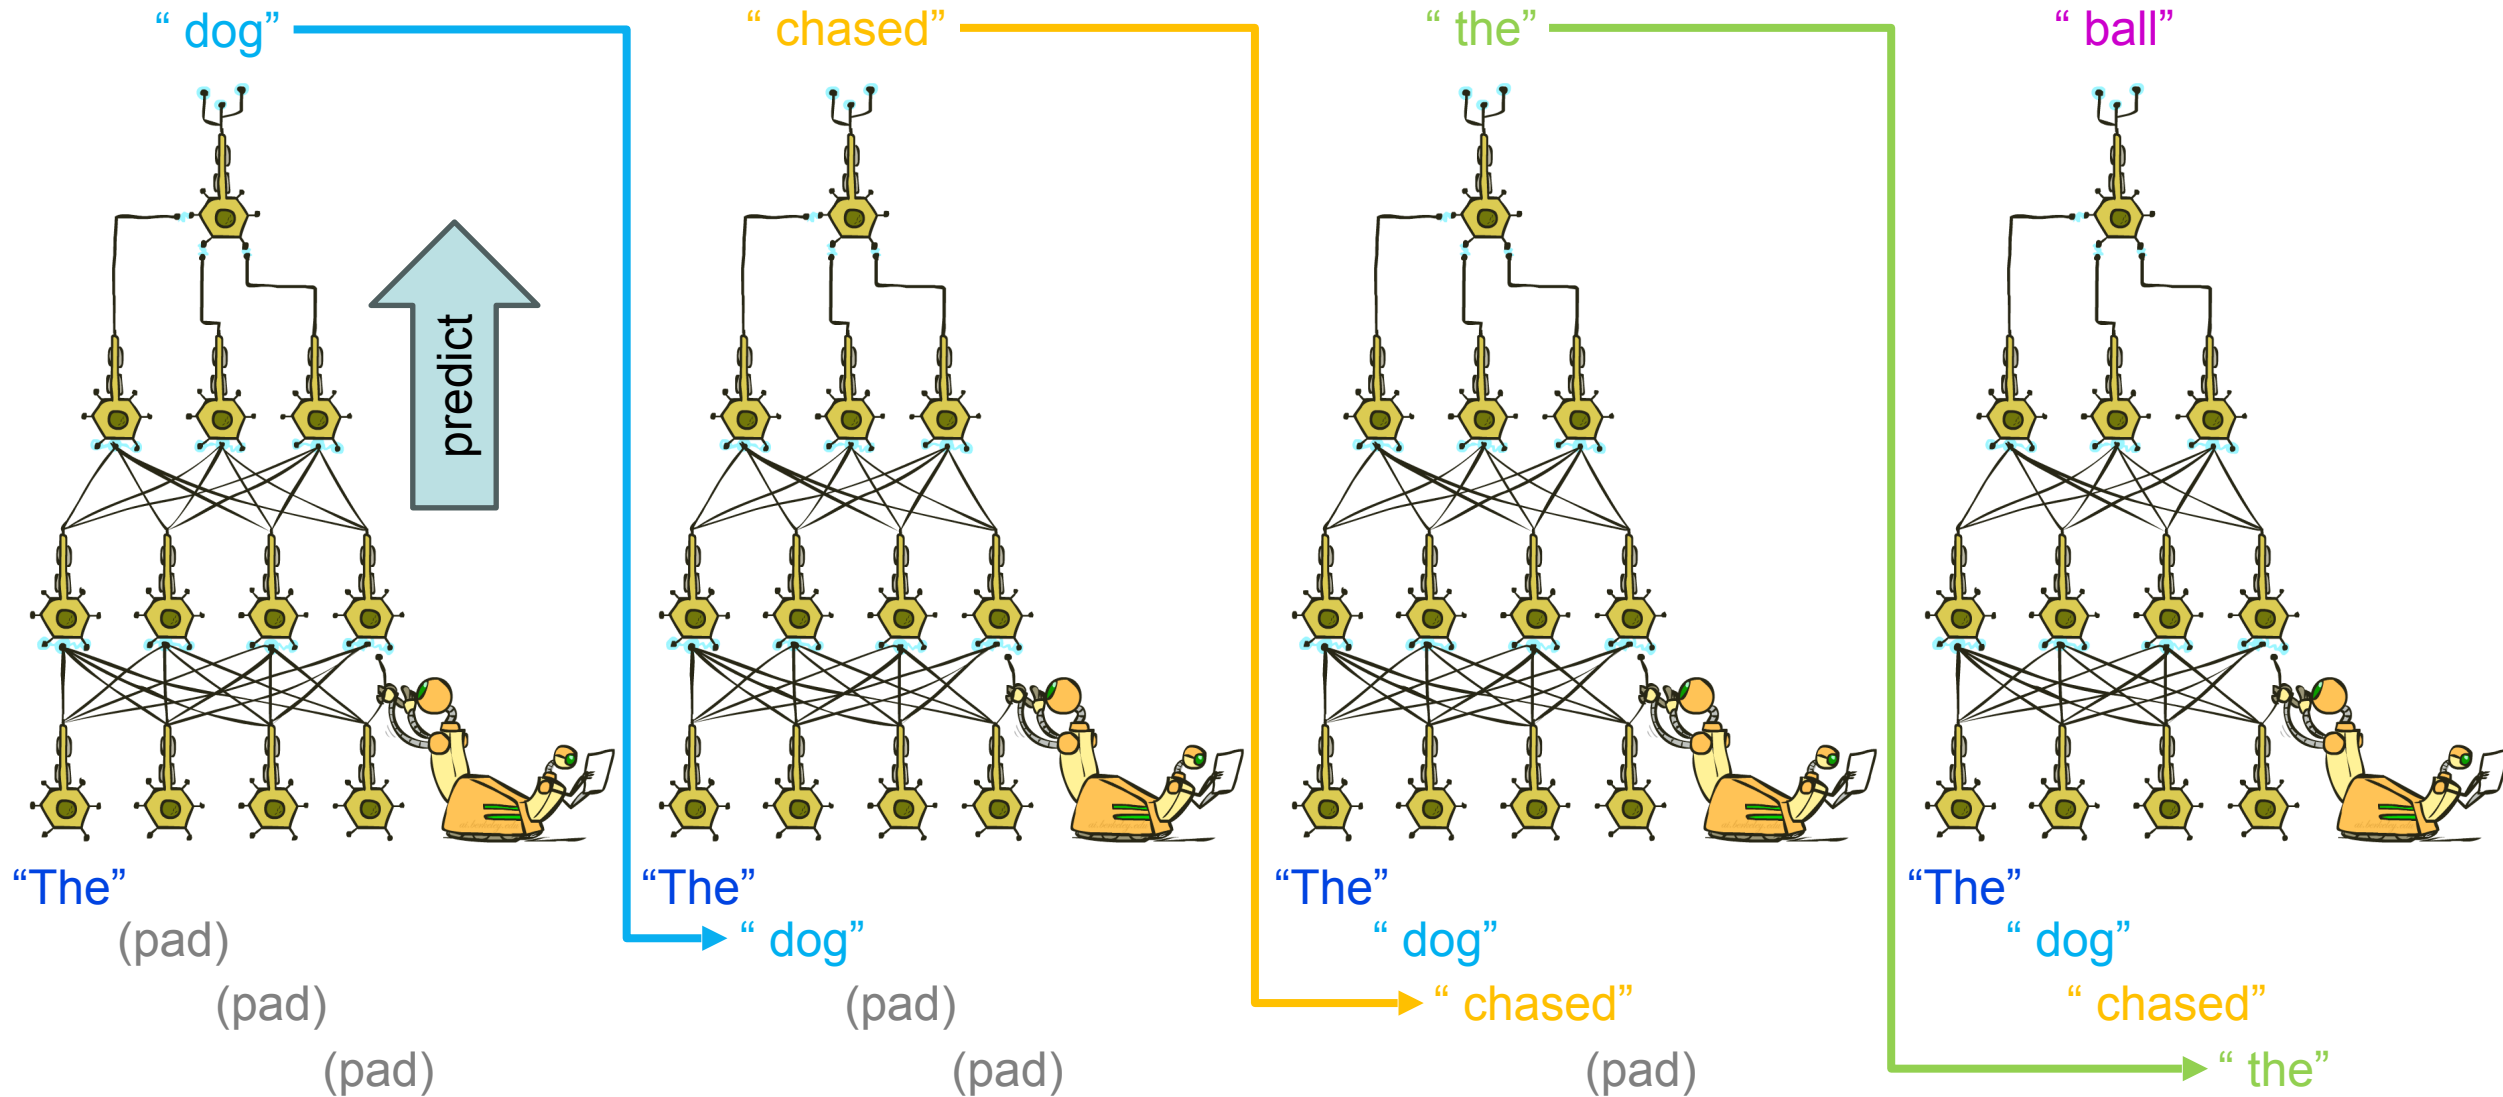 “ dog” “ chased” “ the” “ ball”
predict
“The” “The” “The” “The”
(pad) “ dog” “ dog” “ dog”
(pad) (pad) “ chased” “ chased”
(pad) (pad) (pad) “ the”